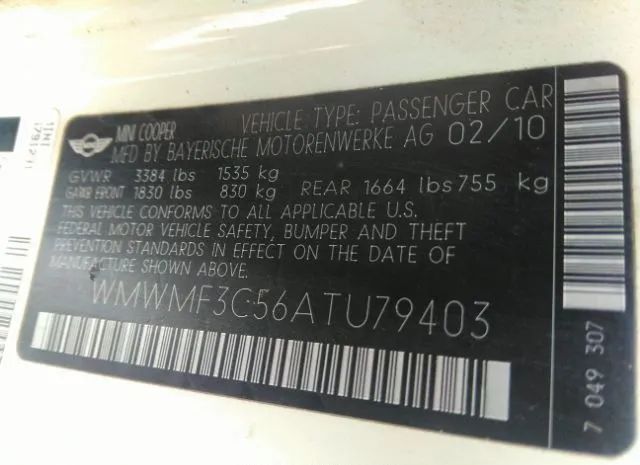 MINI COOPER VEHICLE TYPE: PASSENGER CAR
MFD BY BAYERISCHE MOTORENWERKE AG 02/10
GVWR 3384 lbs 1535 kg
GAWR FRONT 1830 lbs 830 kg REAR 1664 lbs 755 kg
THIS VEHICLE CONFORMS TO ALL APPLICABLE U.S.
FEDERAL MOTOR VEHICLE SAFETY, BUMPER AND THEFT
PREVENTION STANDARDS IN EFFECT ON THE DATE OF
MANUFACTURE SHOWN ABOVE.
WMWMF3C56ATU79403
7 049 307